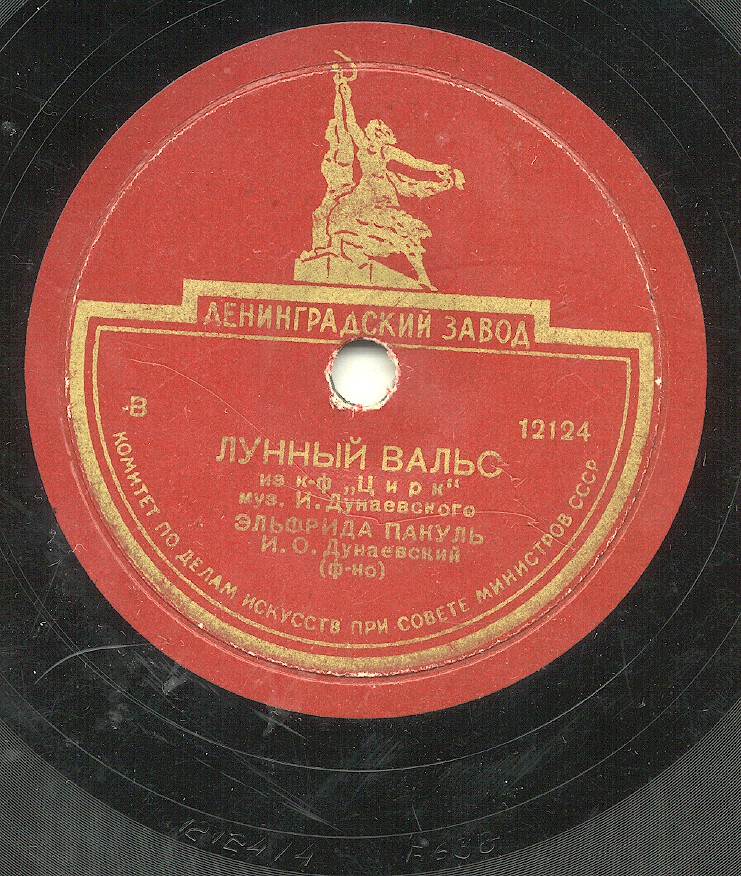 ЛЕНИНГРАДСКИЙ ЗАВОД
В
12124
ЛУННЫЙ ВАЛЬС
из к-ф „Цирк“
муз. И. Дунаевского
ЭЛЬФРИДА ПАКУЛЬ
И. О. Дунаевский
(ф-но)
КОМИТЕТ ПО ДЕЛАМ ИСКУССТВ ПРИ СОВЕТЕ МИНИСТРОВ СССР